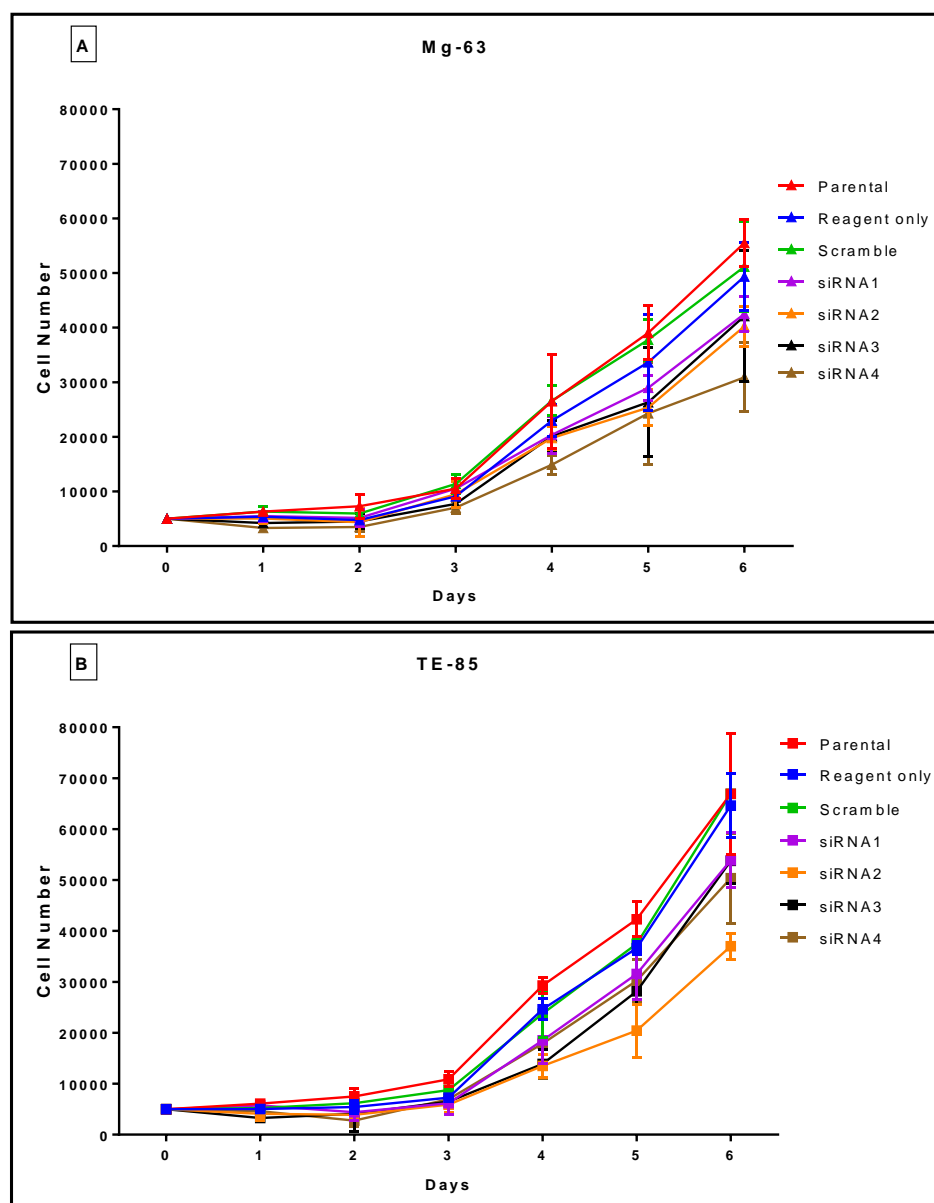 A
Mg-63
80000
70000
60000
50000
40000
30000
20000
10000
0
Cell Number
0 1 2 3 4 5 6
Days
Parental
Reagent only
Scramble
siRNA1
siRNA2
siRNA3
siRNA4
B
TE-85
80000
70000
60000
50000
40000
30000
20000
10000
0
Cell Number
0 1 2 3 4 5 6
Days
Parental
Reagent only
Scramble
siRNA1
siRNA2
siRNA3
siRNA4